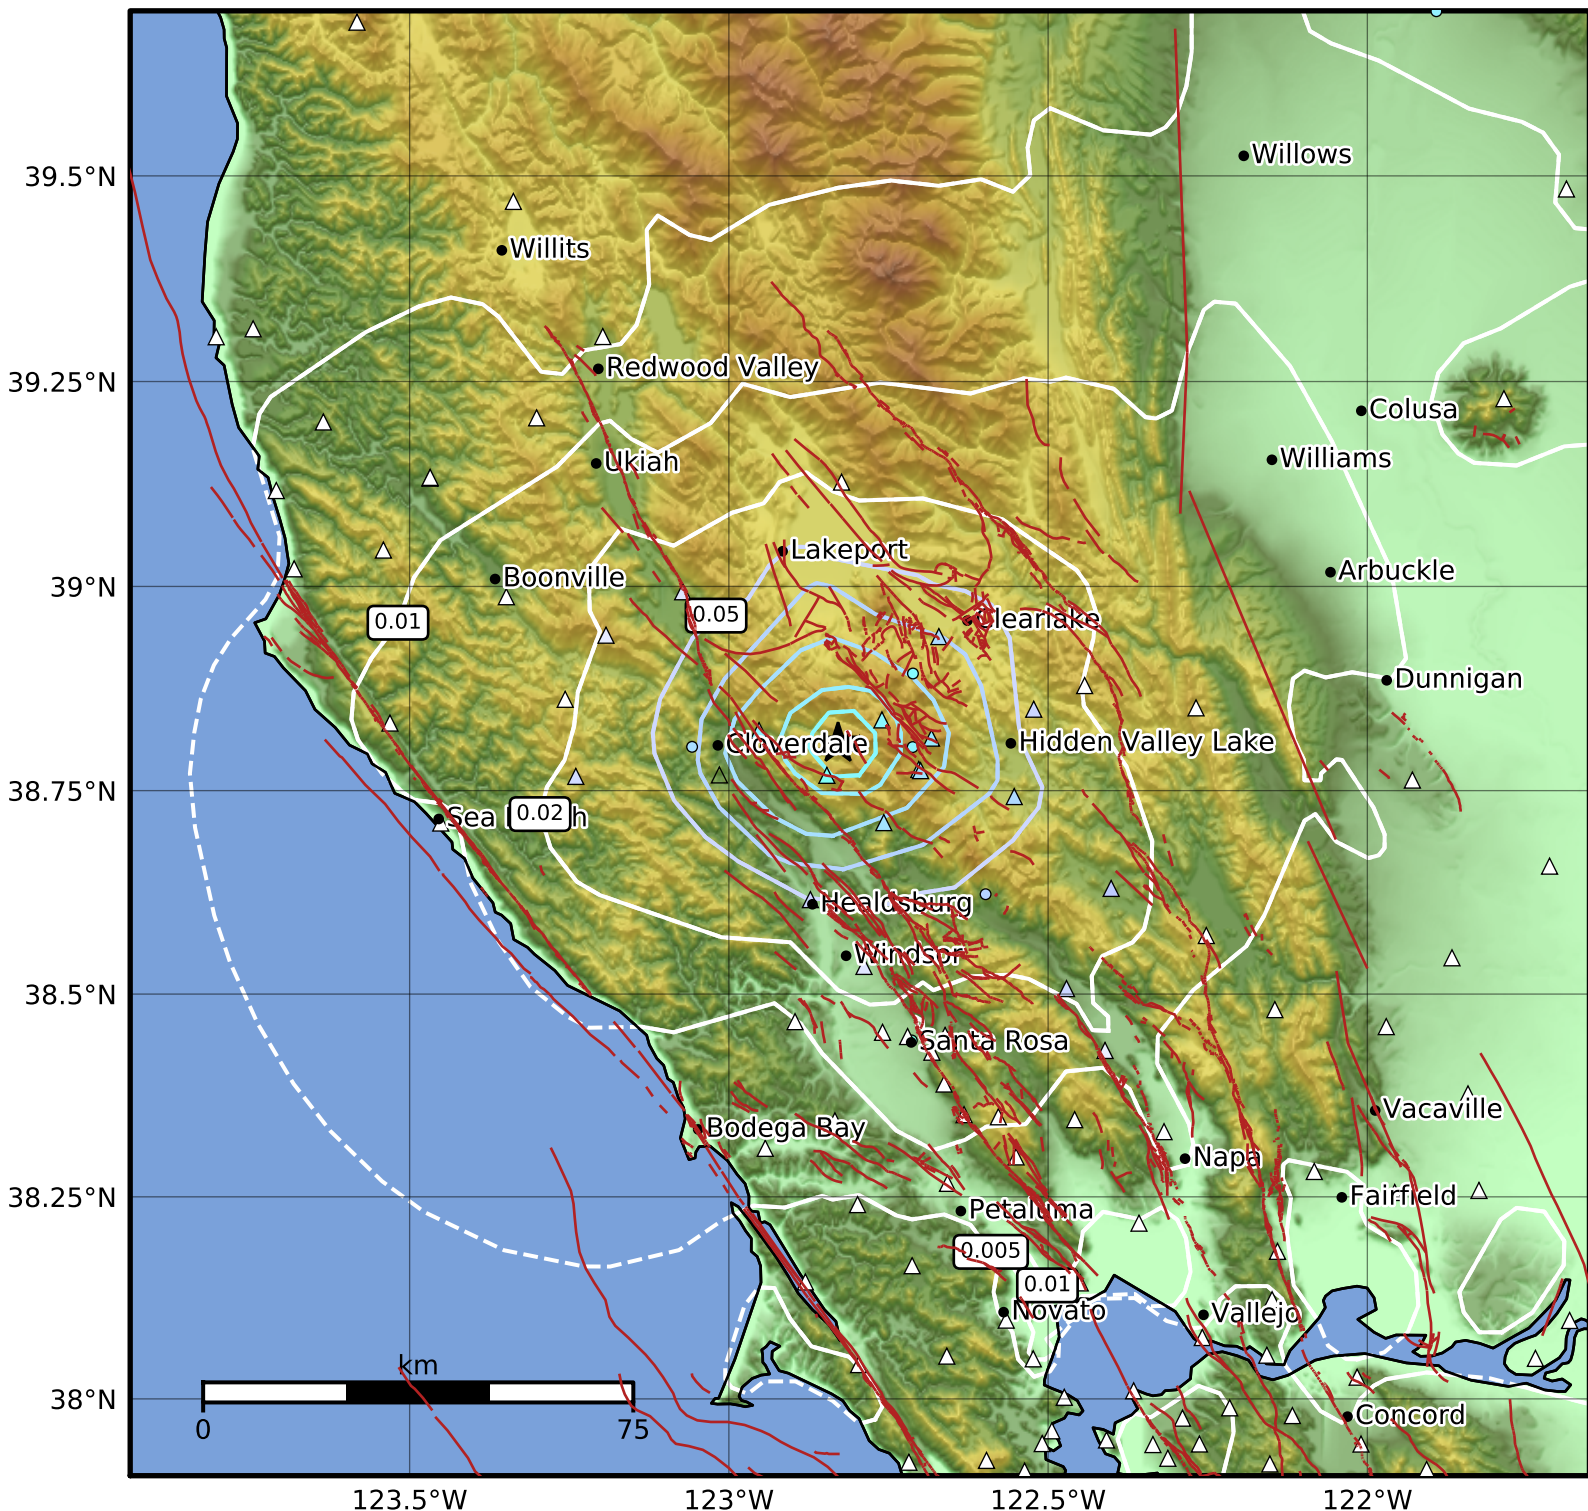 39.5°N
Willows
Willits
Redwood Valley
39.25°N
Colusa
Ukiah
Williams
Lakeport
39°N
Boonville
Arbuckle
0.01
0.05
Clearlake
Dunnigan
Cloverdale
Hidden Valley Lake
38.75°N
Sea
0.02
Healdsburg
Windsor
38.5°N
Santa Rosa
Vacaville
Bodega Bay
Napa
38.25°N
Fairfield
Petaluma
0.005
0.01
Novato
Vallejo
km
38°N
0
75
Concord
123.5°W
123°W
122.5°W
122°W